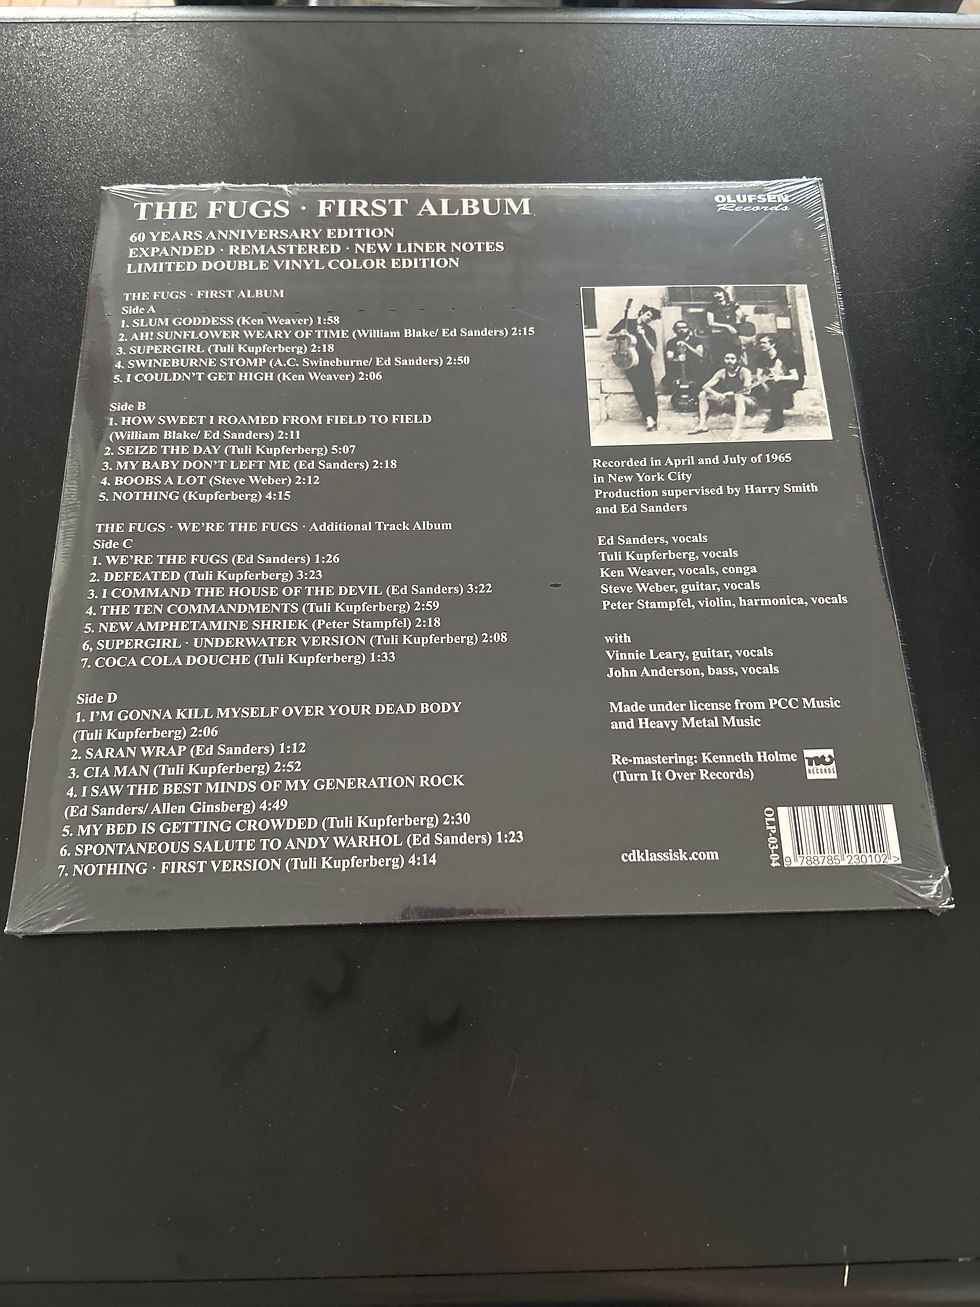 THE FUGS · FIRST ALBUM
60 YEARS ANNIVERSARY EDITION
EXPANDED · REMASTERED · NEW LINER NOTES
LIMITED DOUBLE VINYL COLOR EDITION
OLUFSEN
Records
THE FUGS · FIRST ALBUM
Side A
1. SLUM GODDESS (Ken Weaver) 1:58
2. AH! SUNFLOWER WEARY OF TIME (William Blake/ Ed Sanders) 2:15
3. SUPERGIRL (Tuli Kupferberg) 2:18
4. SWINEBURNE STOMP (A.C. Swineburne/ Ed Sanders) 2:50
5. I COULDN'T GET HIGH (Ken Weaver) 2:06
Side B
1. HOW SWEET I ROAMED FROM FIELD TO FIELD
(William Blake/ Ed Sanders) 2:11
2. SEIZE THE DAY (Tuli Kupferberg) 5:07
3. MY BABY DON'T LEFT ME (Ed Sanders) 2:18
4. BOOBS A LOT (Steve Weber) 2:12
5. NOTHING (Kupferberg) 4:15
THE FUGS · WE'RE THE FUGS · Additional Track Album
Side C
1. WE'RE THE FUGS (Ed Sanders) 1:26
2. DEFEATED (Tuli Kupferberg) 3:23
3. I COMMAND THE HOUSE OF THE DEVIL (Ed Sanders) 3:22
4. THE TEN COMMANDMENTS (Tuli Kupferberg) 2:59
5. NEW AMPHETAMINE SHRIEK (Peter Stampfel) 2:18
6, SUPERGIRL · UNDERWATER VERSION (Tuli Kupferberg) 2:08
7. COCA COLA DOUCHE (Tuli Kupferberg) 1:33
Side D
1. I'M GONNA KILL MYSELF OVER YOUR DEAD BODY
(Tuli Kupferberg) 2:06
2. SARAN WRAP (Ed Sanders) 1:12
3. CIA MAN (Tuli Kupferberg) 2:52
4. I SAW THE BEST MINDS OF MY GENERATION ROCK
(Ed Sanders/ Allen Ginsberg) 4:49
5. MY BED IS GETTING CROWDED (Tuli Kupferberg) 2:30
6. SPONTANEOUS SALUTE TO ANDY WARHOL (Ed Sanders) 1:23
7. NOTHING · FIRST VERSION (Tuli Kupferberg) 4:14
Recorded in April and July of 1965
in New York City
Production supervised by Harry Smith
and Ed Sanders
Ed Sanders, vocals
Tuli Kupferberg, vocals
Ken Weaver, vocals, conga
Steve Weber, guitar, vocals
Peter Stampfel, violin, harmonica, vocals
with
Vinnie Leary, guitar, vocals
John Anderson, bass, vocals
Made under license from PCC Music
and Heavy Metal Music
Re-mastering: Kenneth Holme
(Turn It Over Records)
TIO
RECORDS
cdklassisk.com
OLP-03-04
9 788785 230102 >